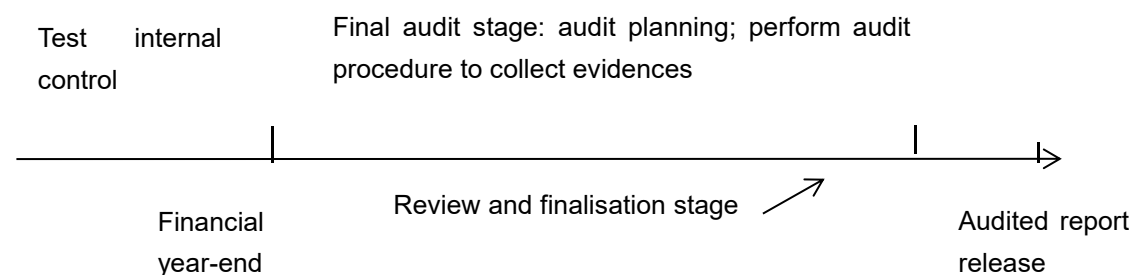 Test internal
control
Final audit stage: audit planning; perform audit
procedure to collect evidences
Review and finalisation stage
Financial
year-end
Audited report
release